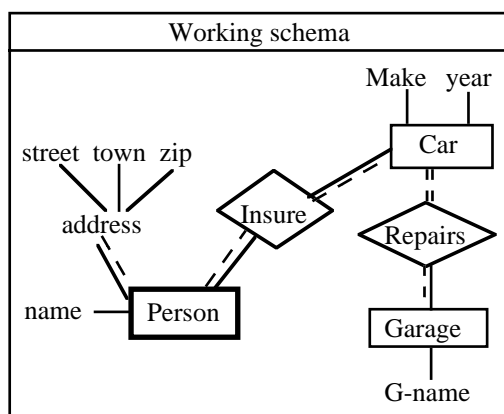 Working schema
Make year
street town zip
Car
address
Insure
Repairs
name
Person
Garage
G-name